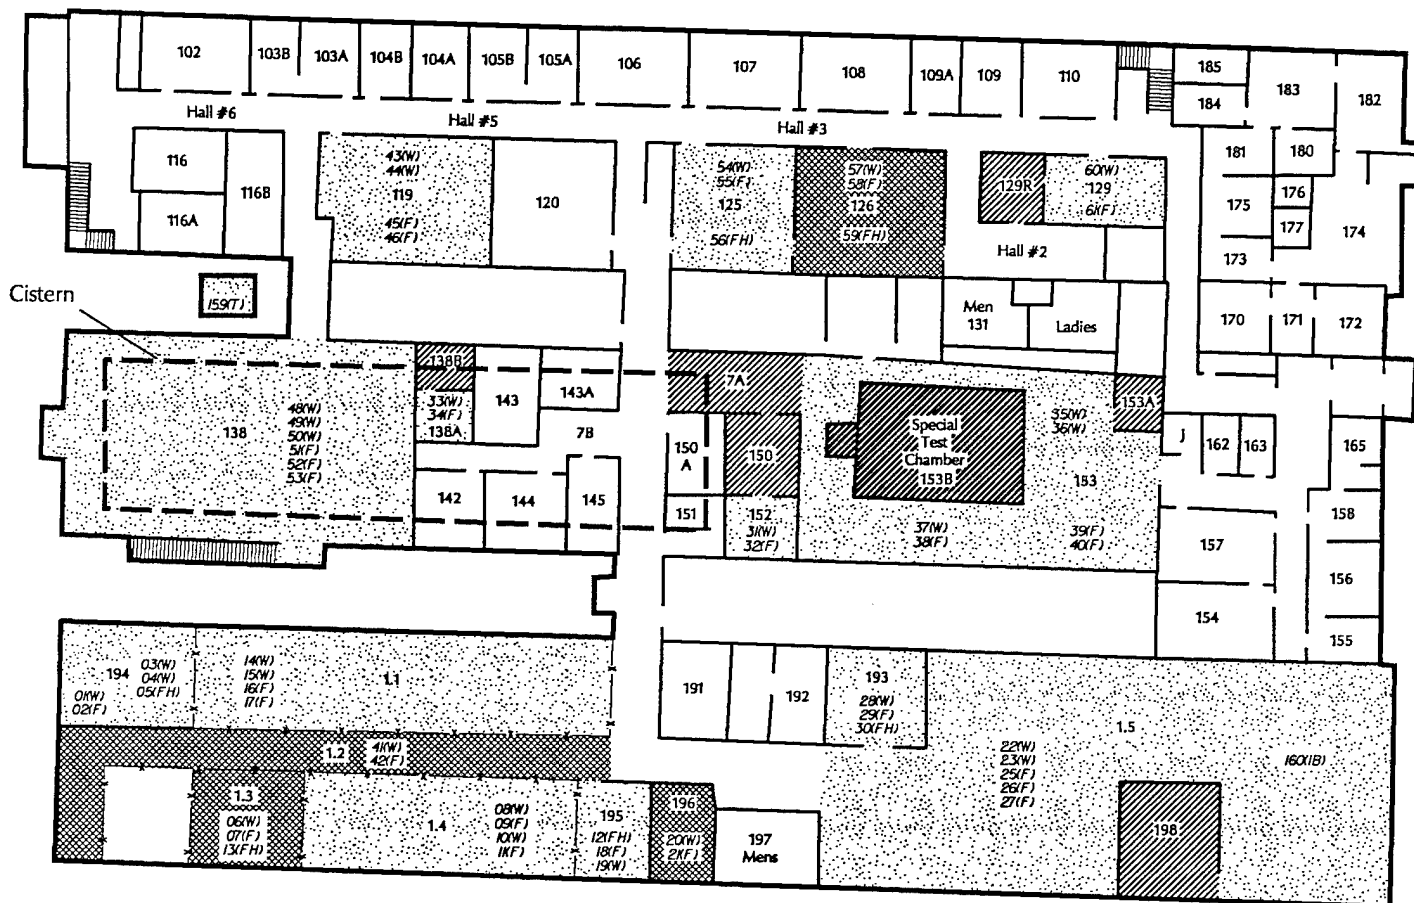 102
103B
103A
104B
104A
105B
105A
106
107
108
109A
109
110
185
184
183
182
Hall #6
Hall #5
Hall #3
116
116B
116A
43(W)
44(W)
119
45(F)
46(F)
120
54(W)
55(F)
125
56(FH)
57(W)
58(F)
126
59(FH)
129R
60(W)
129
61(F)
Hall #2
181
180
176
175
177
174
173
Cistern
159(T)
Men
131
Ladies
170
171
172
138B
33(W)
34(F)
138A
143
143A
7B
7A
138
48(W)
49(W)
50(W)
51(F)
52(F)
53(F)
150
A
150
Special
Test
Chamber
153B
35(W)
36(W)
153A
153
J
162
163
165
142
144
145
151
152
31(W)
32(F)
37(W)
38(F)
39(F)
40(F)
158
157
156
154
155
194
03(W)
04(W)
05(FH)
01(W)
02(F)
14(W)
15(W)
16(F)
17(F)
1.1
191
192
193
28(W)
29(F)
30(FH)
1.5
22(W)
23(W)
25(F)
26(F)
27(F)
160(IB)
1.2
41(W)
42(F)
1.3
06(W)
07(F)
13(FH)
1.4
08(W)
09(F)
10(W)
11(F)
195
12(FH)
18(F)
19(W)
196
20(W)
21(F)
197
Mens
198